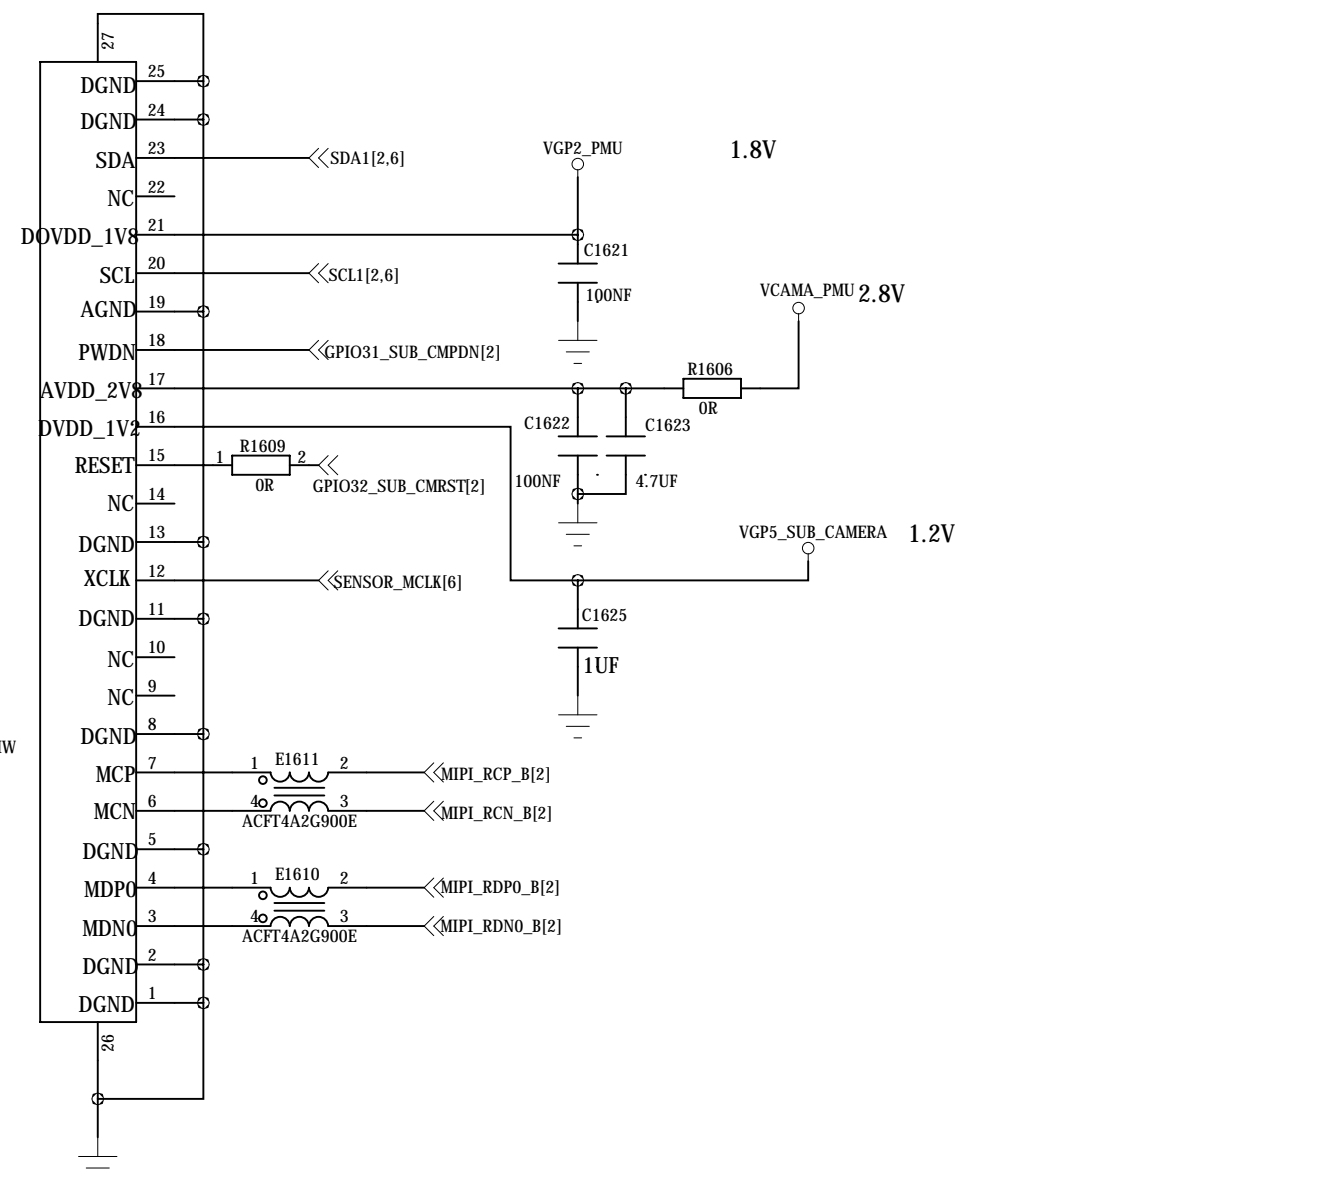 27
DGND 25
DGND 24
SDA 23 SDA1[2,6]
VGP2_PMU 1.8V
NC 22
DOVDD_1V8 21
C1621
SCL 20 SCL1[2,6]
100NF
VCAMA_PMU 2.8V
AGND 19
PWDN 18 GPIO31_SUB_CMPDN[2]
R1606
AVDD_2V8 17
0R
DVDD_1V2 16
C1622 C1623
R1609
RESET 15 1 2
0R
GPIO32_SUB_CMRST[2]
100NF 4.7UF
NC 14
DGND 13
VGP5_SUB_CAMERA 1.2V
XCLK 12 SENSOR_MCLK[6]
DGND 11
C1625
NC 10
1UF
NC 9
DGND 8
E1611
MCP 7 1 2 MIPI_RCP_B[2]
MCN 6 4 3 MIPI_RCN_B[2]
ACFT4A2G900E
DGND 5
E1610
MDP0 4 1 2 MIPI_RDP0_B[2]
MDN0 3 4 3 MIPI_RDN0_B[2]
ACFT4A2G900E
DGND 2
DGND 1
26